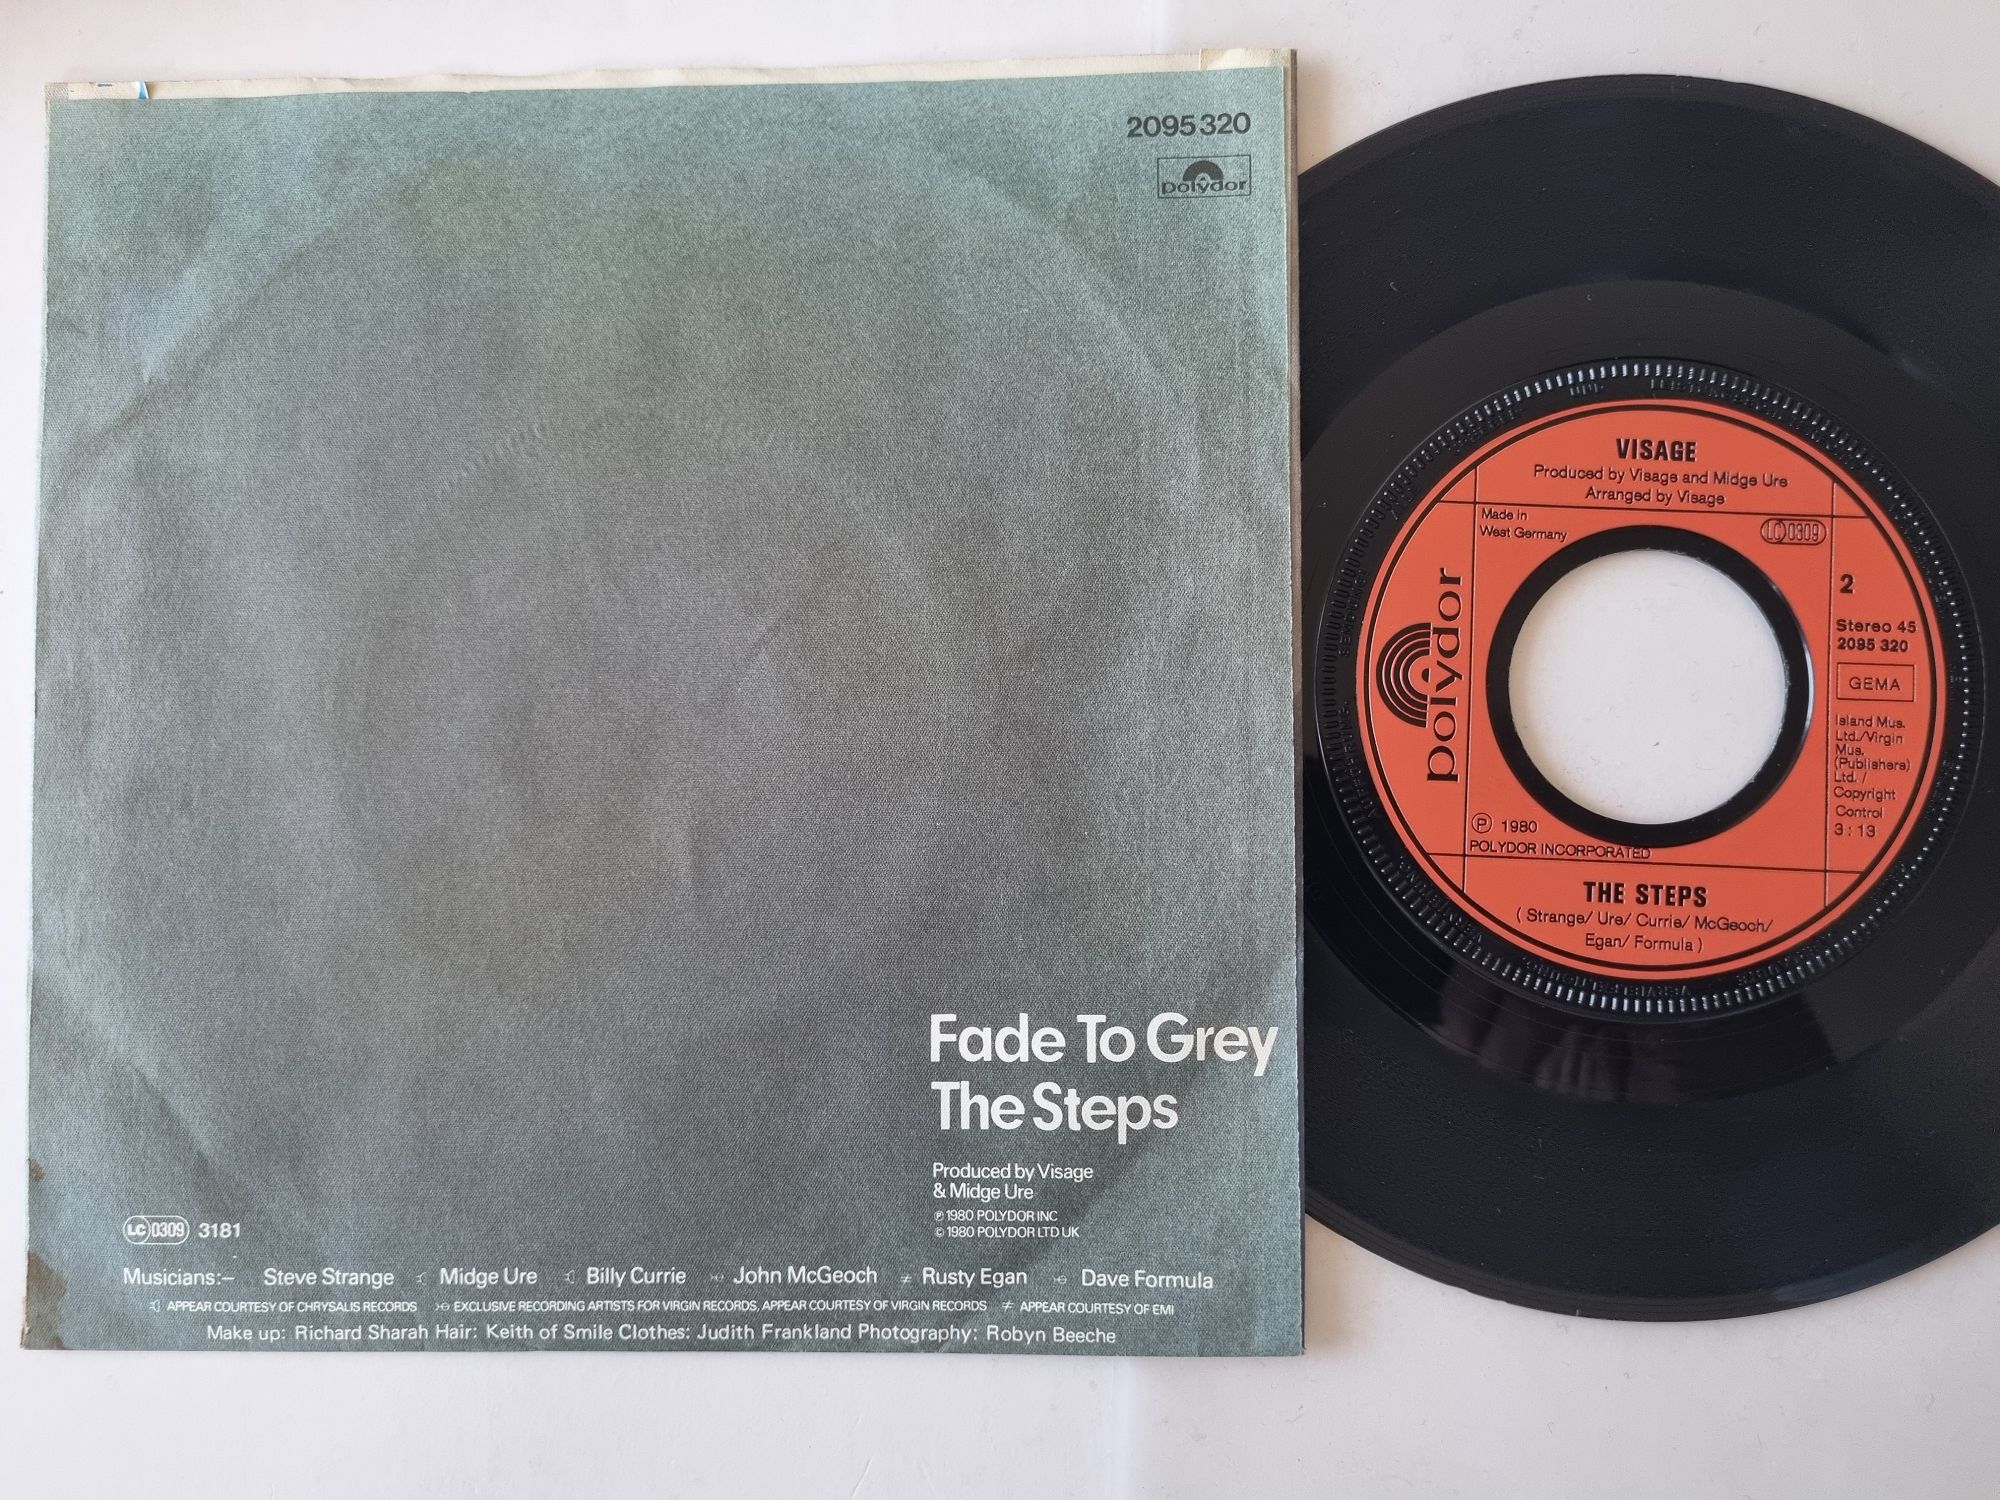 2095 320
polydor
Fade To Grey
The Steps
Produced by Visage
& Midge Ure
℗ 1980 POLYDOR INC
© 1980 POLYDOR LTD UK
LC 0309 3181
Musicians:– Steve Strange Midge Ure Billy Currie John McGeoch ≠ Rusty Egan Dave Formula
APPEAR COURTESY OF CHRYSALIS RECORDS EXCLUSIVE RECORDING ARTISTS FOR VIRGIN RECORDS, APPEAR COURTESY OF VIRGIN RECORDS ≠ APPEAR COURTESY OF EMI
Make up: Richard Sharah Hair: Keith of Smile Clothes: Judith Frankland Photography: Robyn Beeche
VISAGE
Produced by Visage and Midge Ure
Arranged by Visage
Made in
West Germany
LC 0309
polydor
2
Stereo 45
2095 320
GEMA
Island Mus.
Ltd./Virgin
Mus.
(Publishers)
Ltd. /
Copyright
Control
3 : 13
℗ 1980
POLYDOR INCORPORATED
THE STEPS
( Strange/ Ure/ Currie/ McGeoch/
Egan/ Formula )